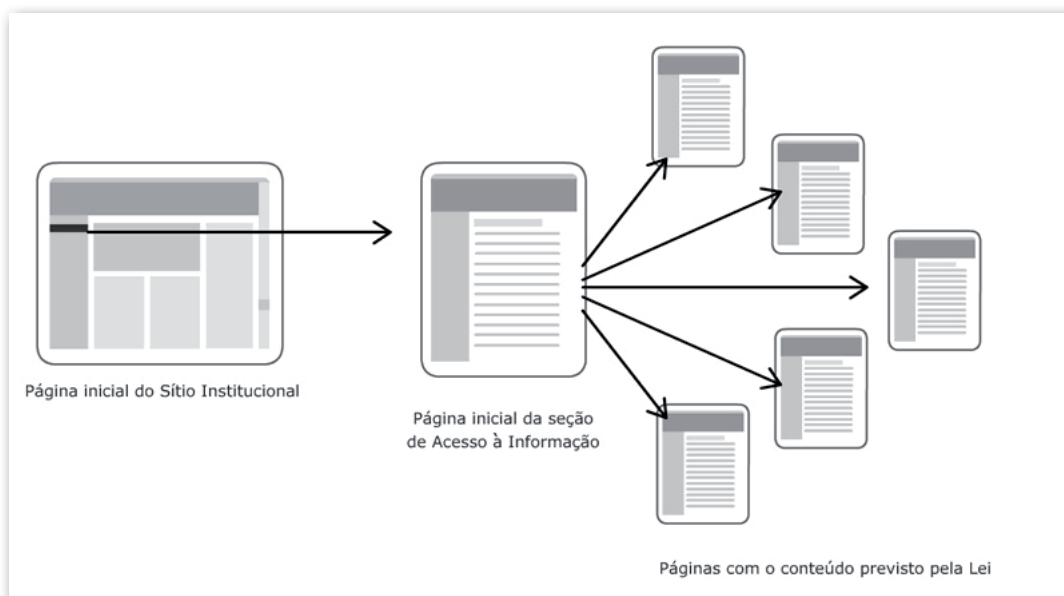 Página inicial do Sítio Institucional
Página inicial da seção
de Acesso à Informação
Páginas com o conteúdo previsto pela Lei